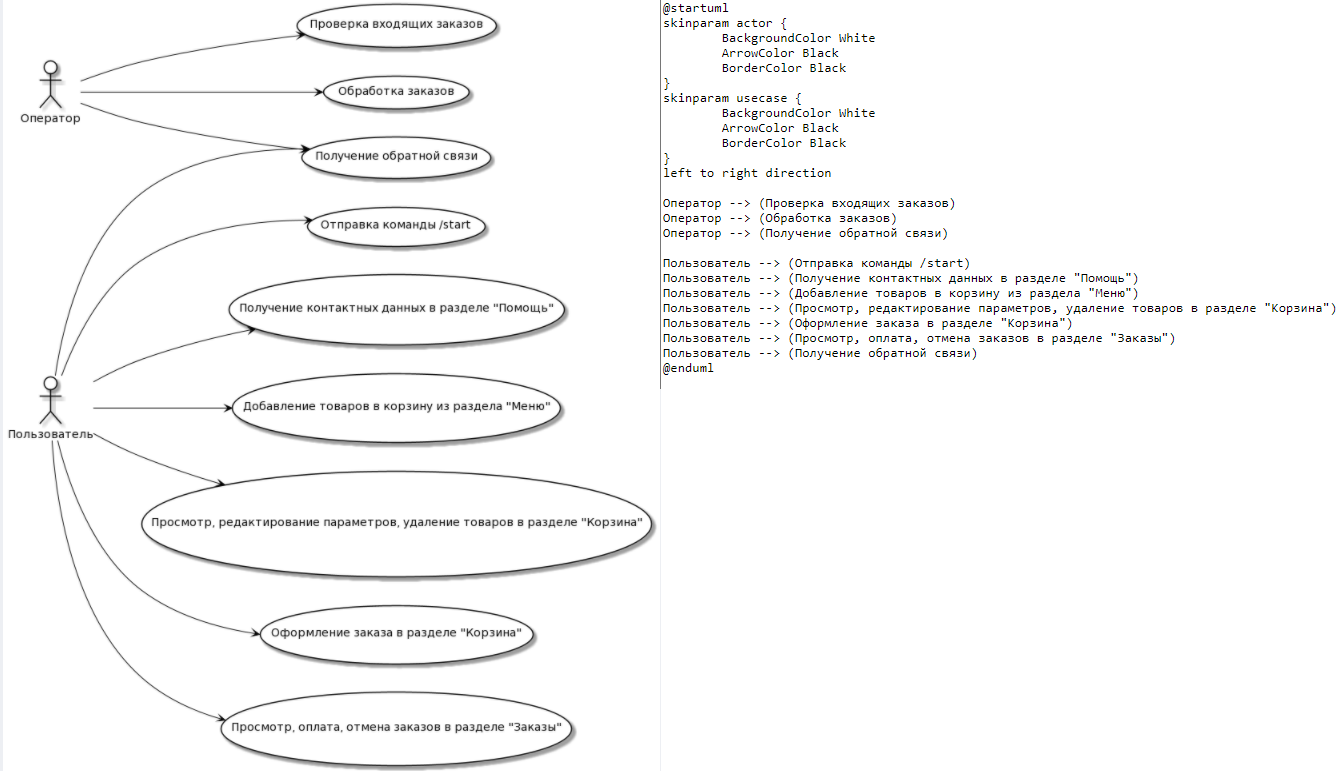 Проверка входящих заказов
Обработка заказов
Оператор
Получение обратной связи
Отправка команды /start
Получение контактных данных в разделе "Помощь"
Добавление товаров в корзину из раздела "Меню"
Пользователь
Просмотр, редактирование параметров, удаление товаров в разделе "Корзина"
Оформление заказа в разделе "Корзина"
Просмотр, оплата, отмена заказов в разделе "Заказы"
@startuml
skinparam actor {
        BackgroundColor White
        ArrowColor Black
        BorderColor Black
}
skinparam usecase {
        BackgroundColor White
        ArrowColor Black
        BorderColor Black
}
left to right direction
Оператор --> (Проверка входящих заказов)
Оператор --> (Обработка заказов)
Оператор --> (Получение обратной связи)
Пользователь --> (Отправка команды /start)
Пользователь --> (Получение контактных данных в разделе "Помощь")
Пользователь --> (Добавление товаров в корзину из раздела "Меню")
Пользователь --> (Просмотр, редактирование параметров, удаление товаров в разделе "Корзина")
Пользователь --> (Оформление заказа в разделе "Корзина")
Пользователь --> (Просмотр, оплата, отмена заказов в разделе "Заказы")
Пользователь --> (Получение обратной связи)
@enduml